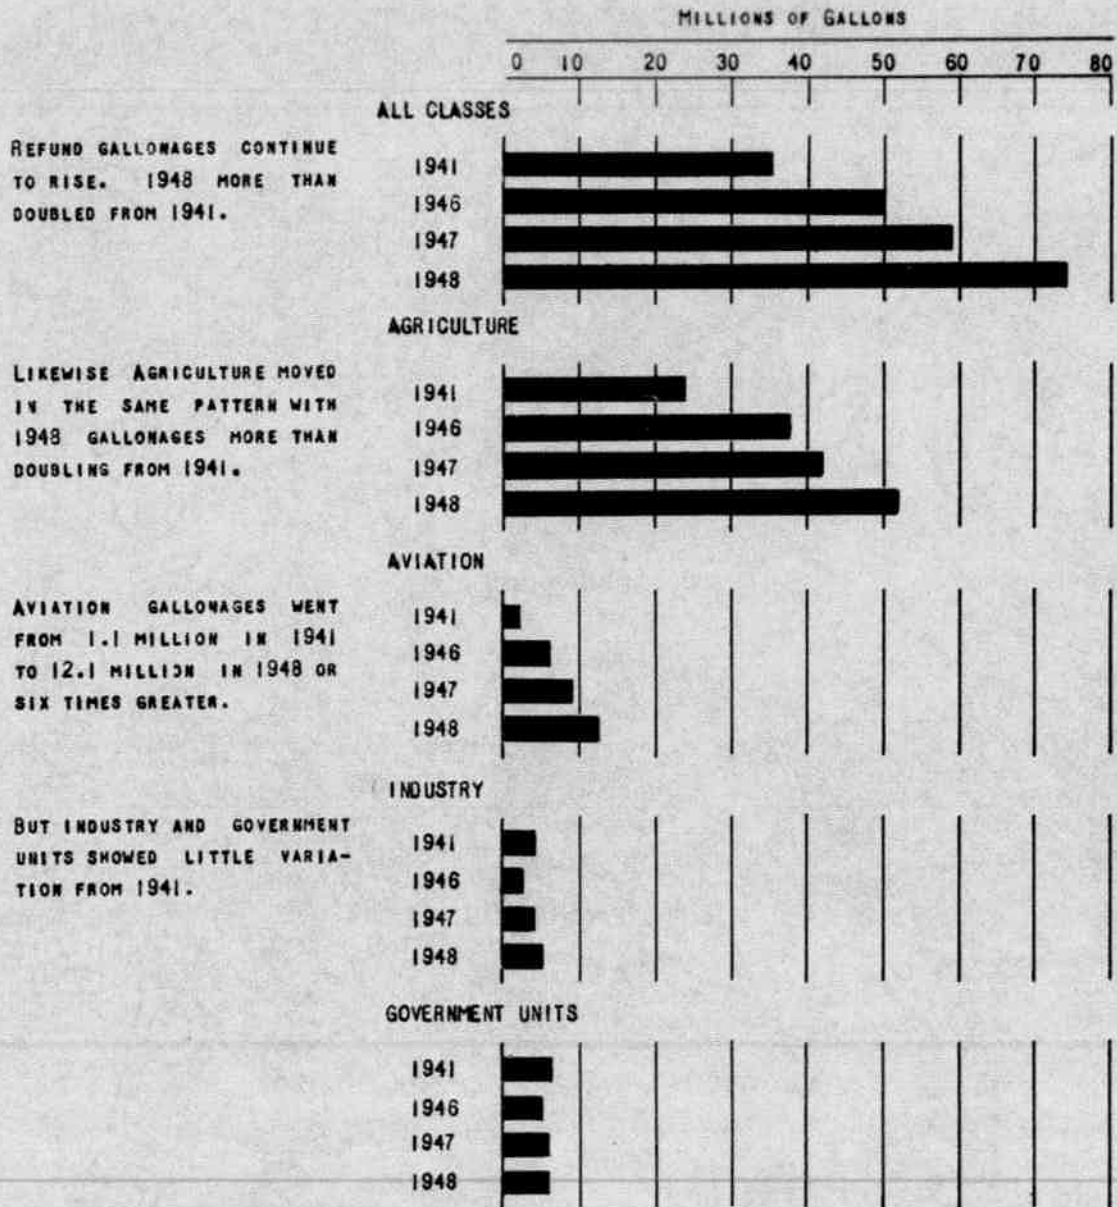 MILLIONS OF GALLONS
0 10 20 30 40 50 60 70 80
ALL CLASSES
REFUND GALLONAGES CONTINUE
TO RISE. 1948 MORE THAN
DOUBLED FROM 1941.
1941
1946
1947
1948
AGRICULTURE
LIKEWISE AGRICULTURE MOVED
IN THE SAME PATTERN WITH
1948 GALLONAGES MORE THAN
DOUBLING FROM 1941.
1941
1946
1947
1948
AVIATION
AVIATION GALLONAGES WENT
FROM 1.1 MILLION IN 1941
TO 12.1 MILLION IN 1948 OR
SIX TIMES GREATER.
1941
1946
1947
1948
INDUSTRY
BUT INDUSTRY AND GOVERNMENT
UNITS SHOWED LITTLE VARIA-
TION FROM 1941.
1941
1946
1947
1948
GOVERNMENT UNITS
1941
1946
1947
1948